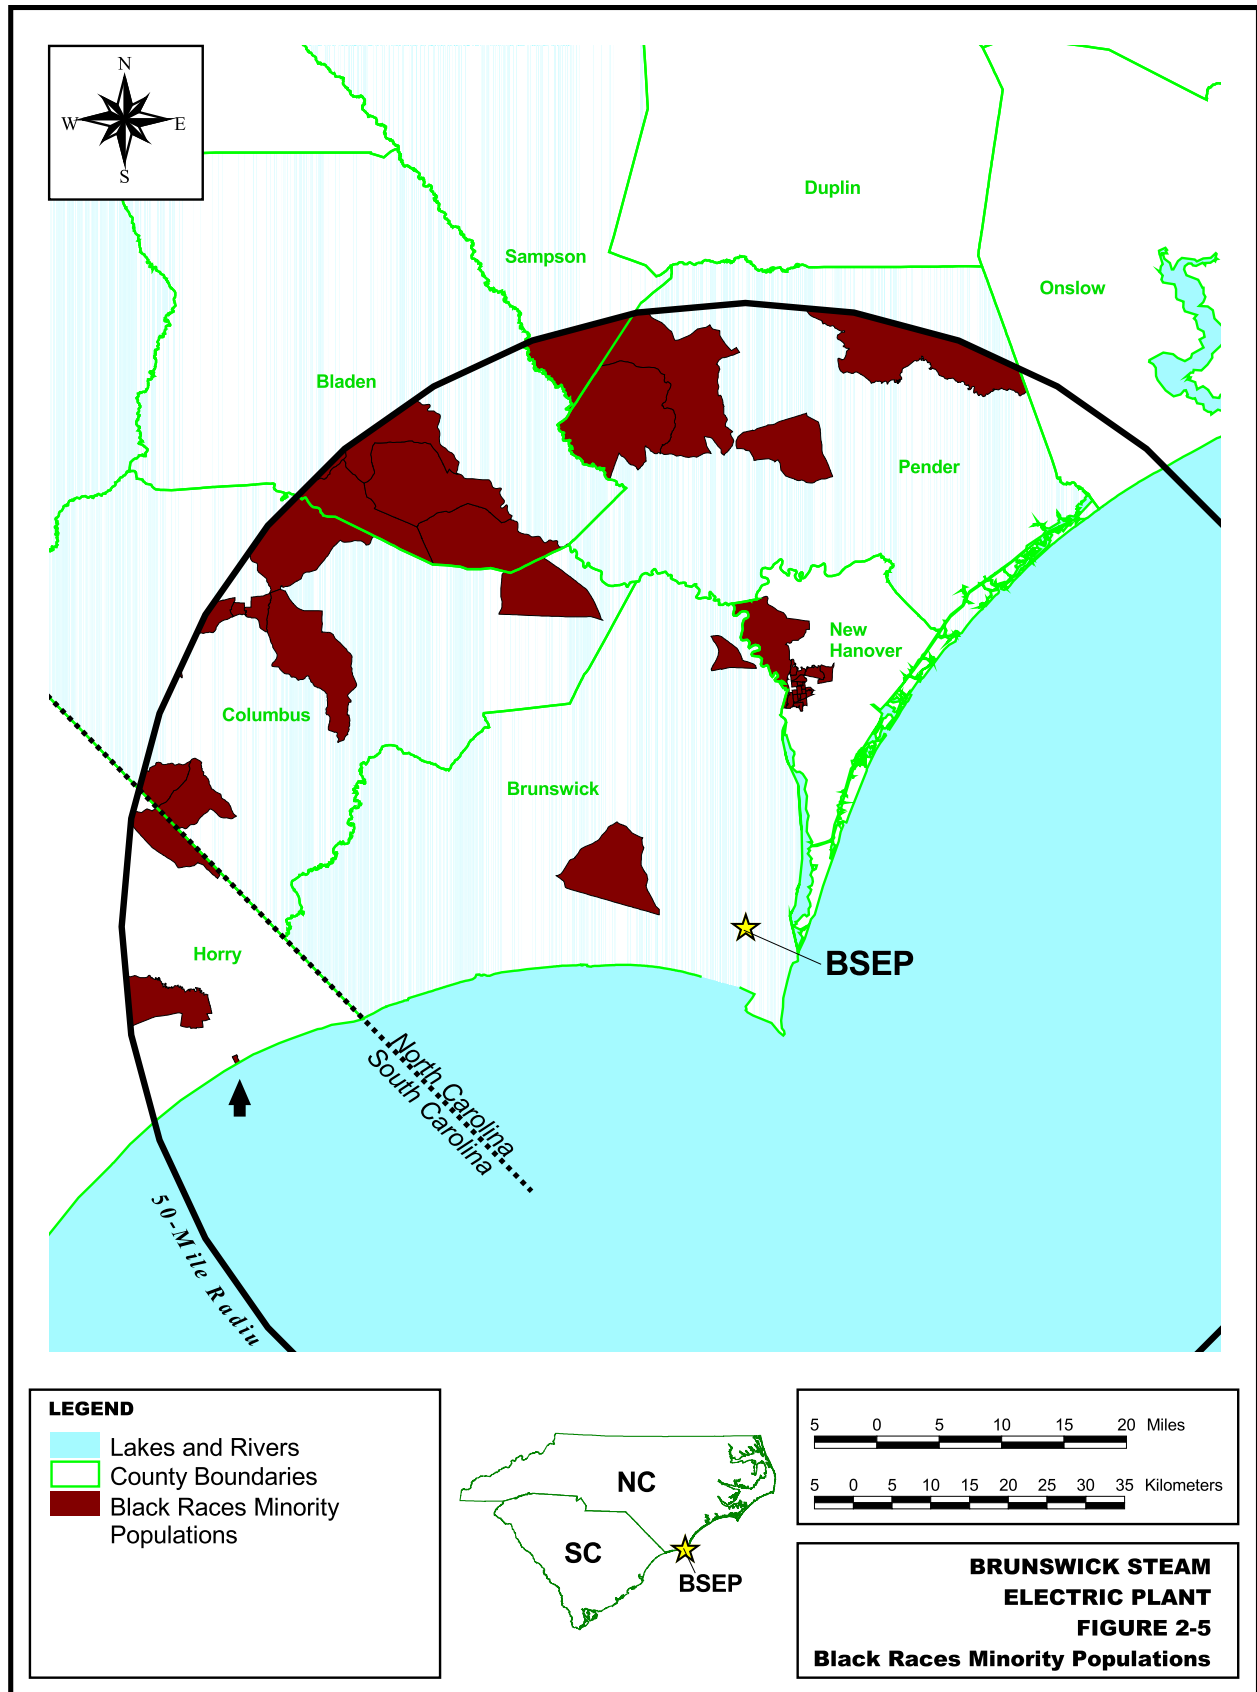 N
W E
S
Duplin
Sampson
Onslow
Bladen
Pender
New
Hanover
Columbus
Brunswick
Horry
BSEP
North Carolina
South Carolina
50-Mile Radiu
LEGEND
Lakes and Rivers
County Boundaries
Black Races Minority
Populations
NC
SC
BSEP
5 0 5 10 15 20 Miles
5 0 5 10 15 20 25 30 35 Kilometers
BRUNSWICK STEAM
ELECTRIC PLANT
FIGURE 2-5
Black Races Minority Populations